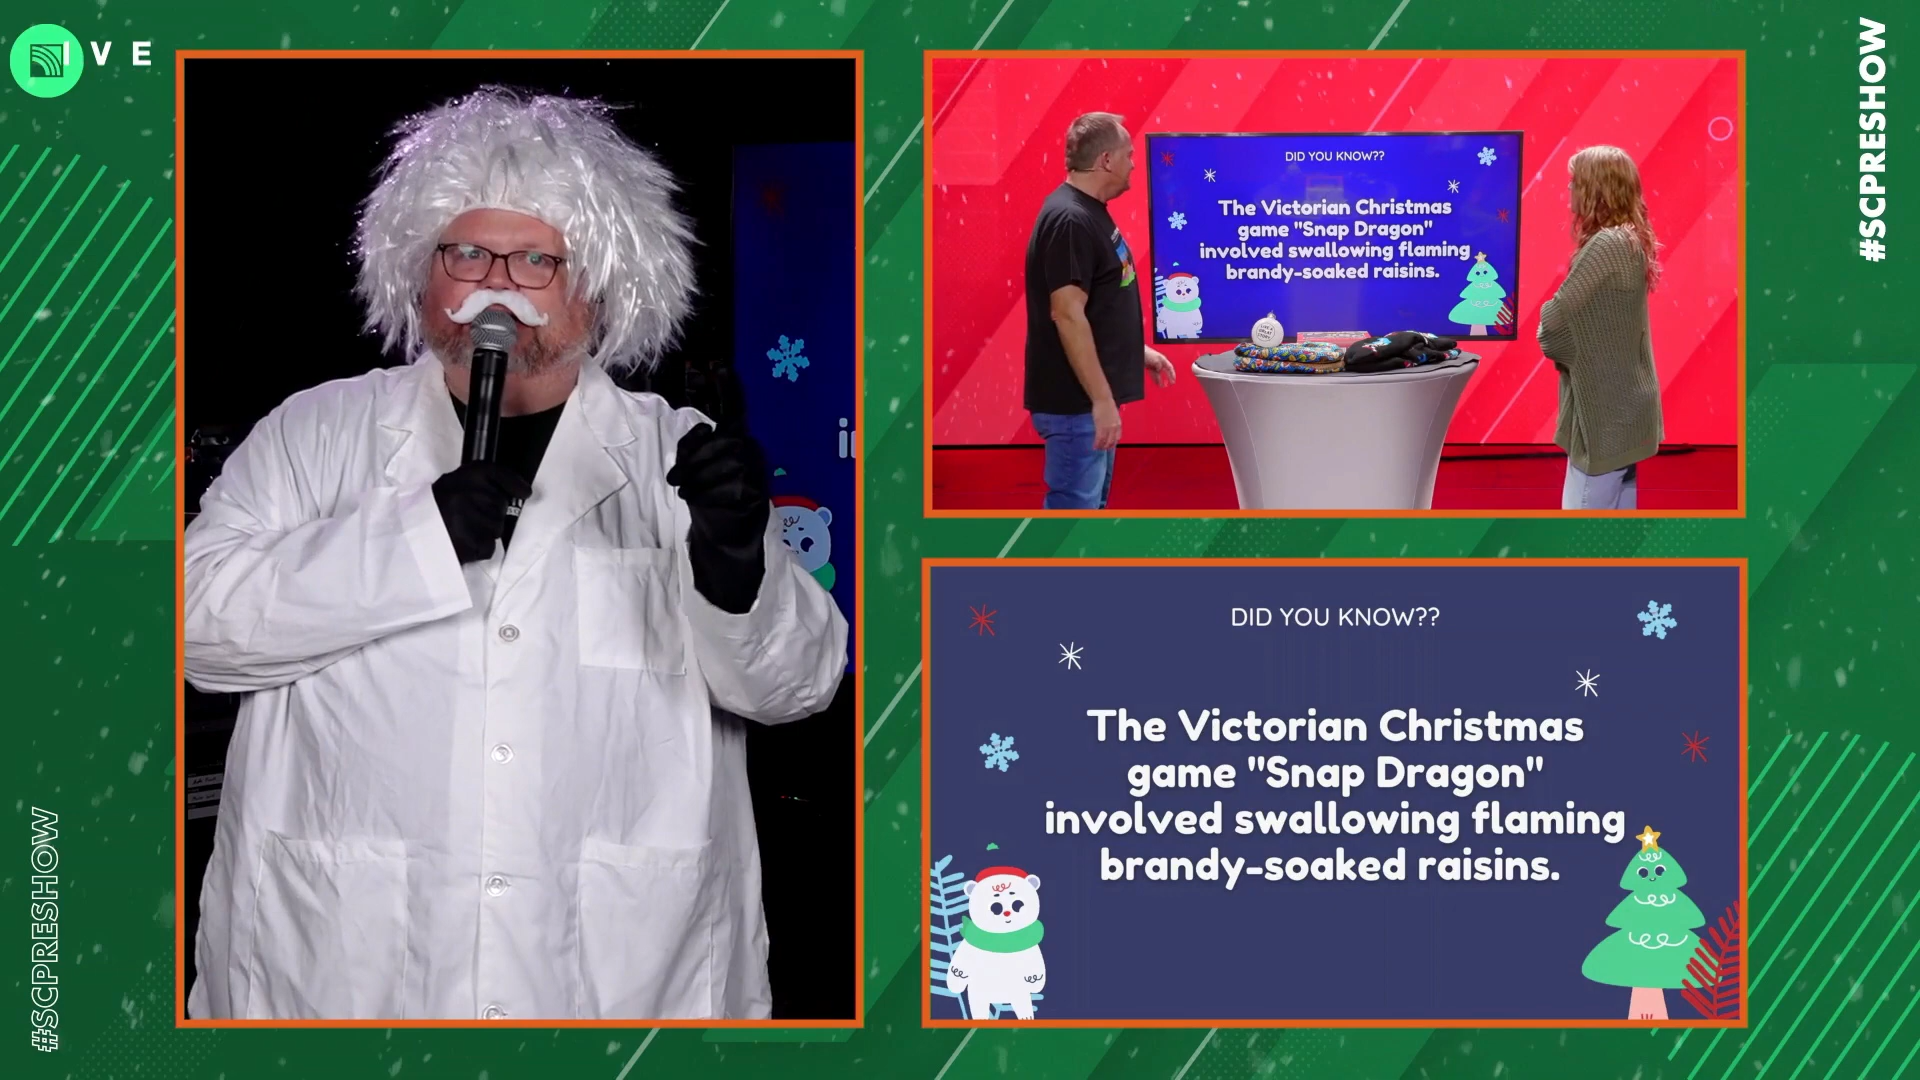 IVE
#SCPRESHOW
DID YOU KNOW??
The Victorian Christmas
game "Snap Dragon"
involved swallowing flaming
brandy-soaked raisins.
DID YOU KNOW??
The Victorian Christmas
game "Snap Dragon"
involved swallowing flaming
brandy-soaked raisins.
#SCPRESHOW